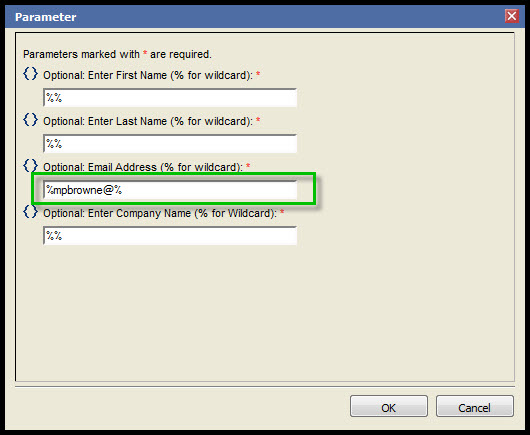 Parameter
Parameters marked with * are required.
{} Optional: Enter First Name (% for wildcard): *
%%
{} Optional: Enter Last Name (% for wildcard): *
%%
{} Optional: Email Address (% for wildcard): *
%mpbrowne@%
{} Optional: Enter Company Name (% for Wildcard): *
%%
OK Cancel